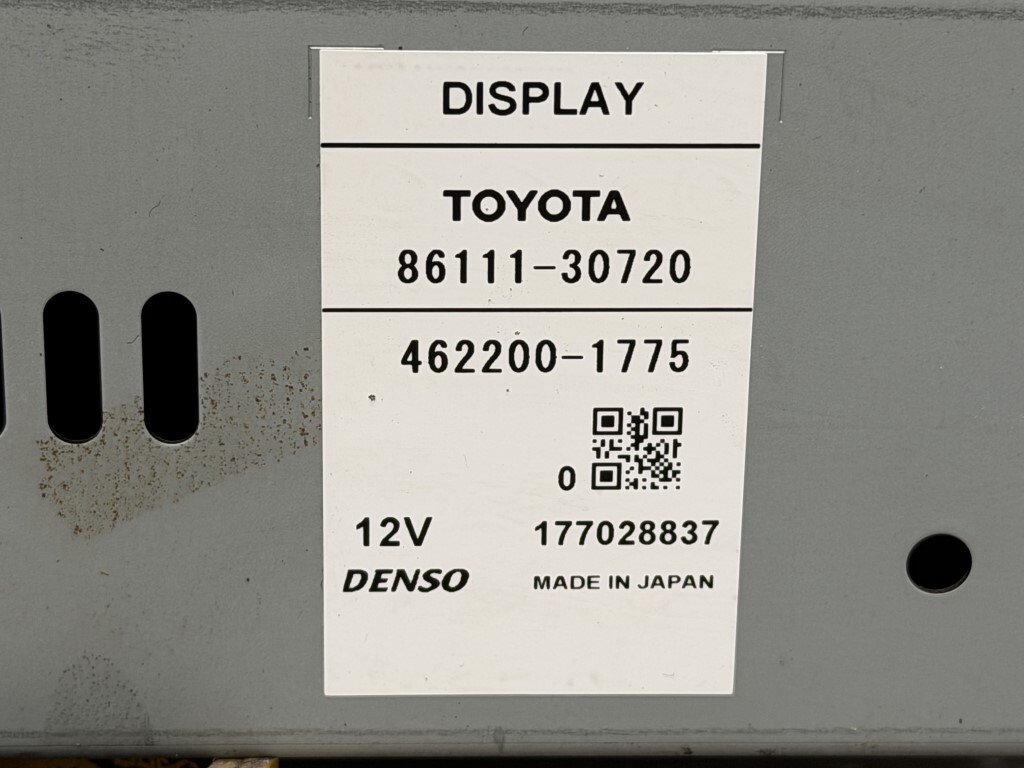 DISPLAY
TOYOTA
86111-30720
462200-1775
0
12V 177028837
DENSO MADE IN JAPAN